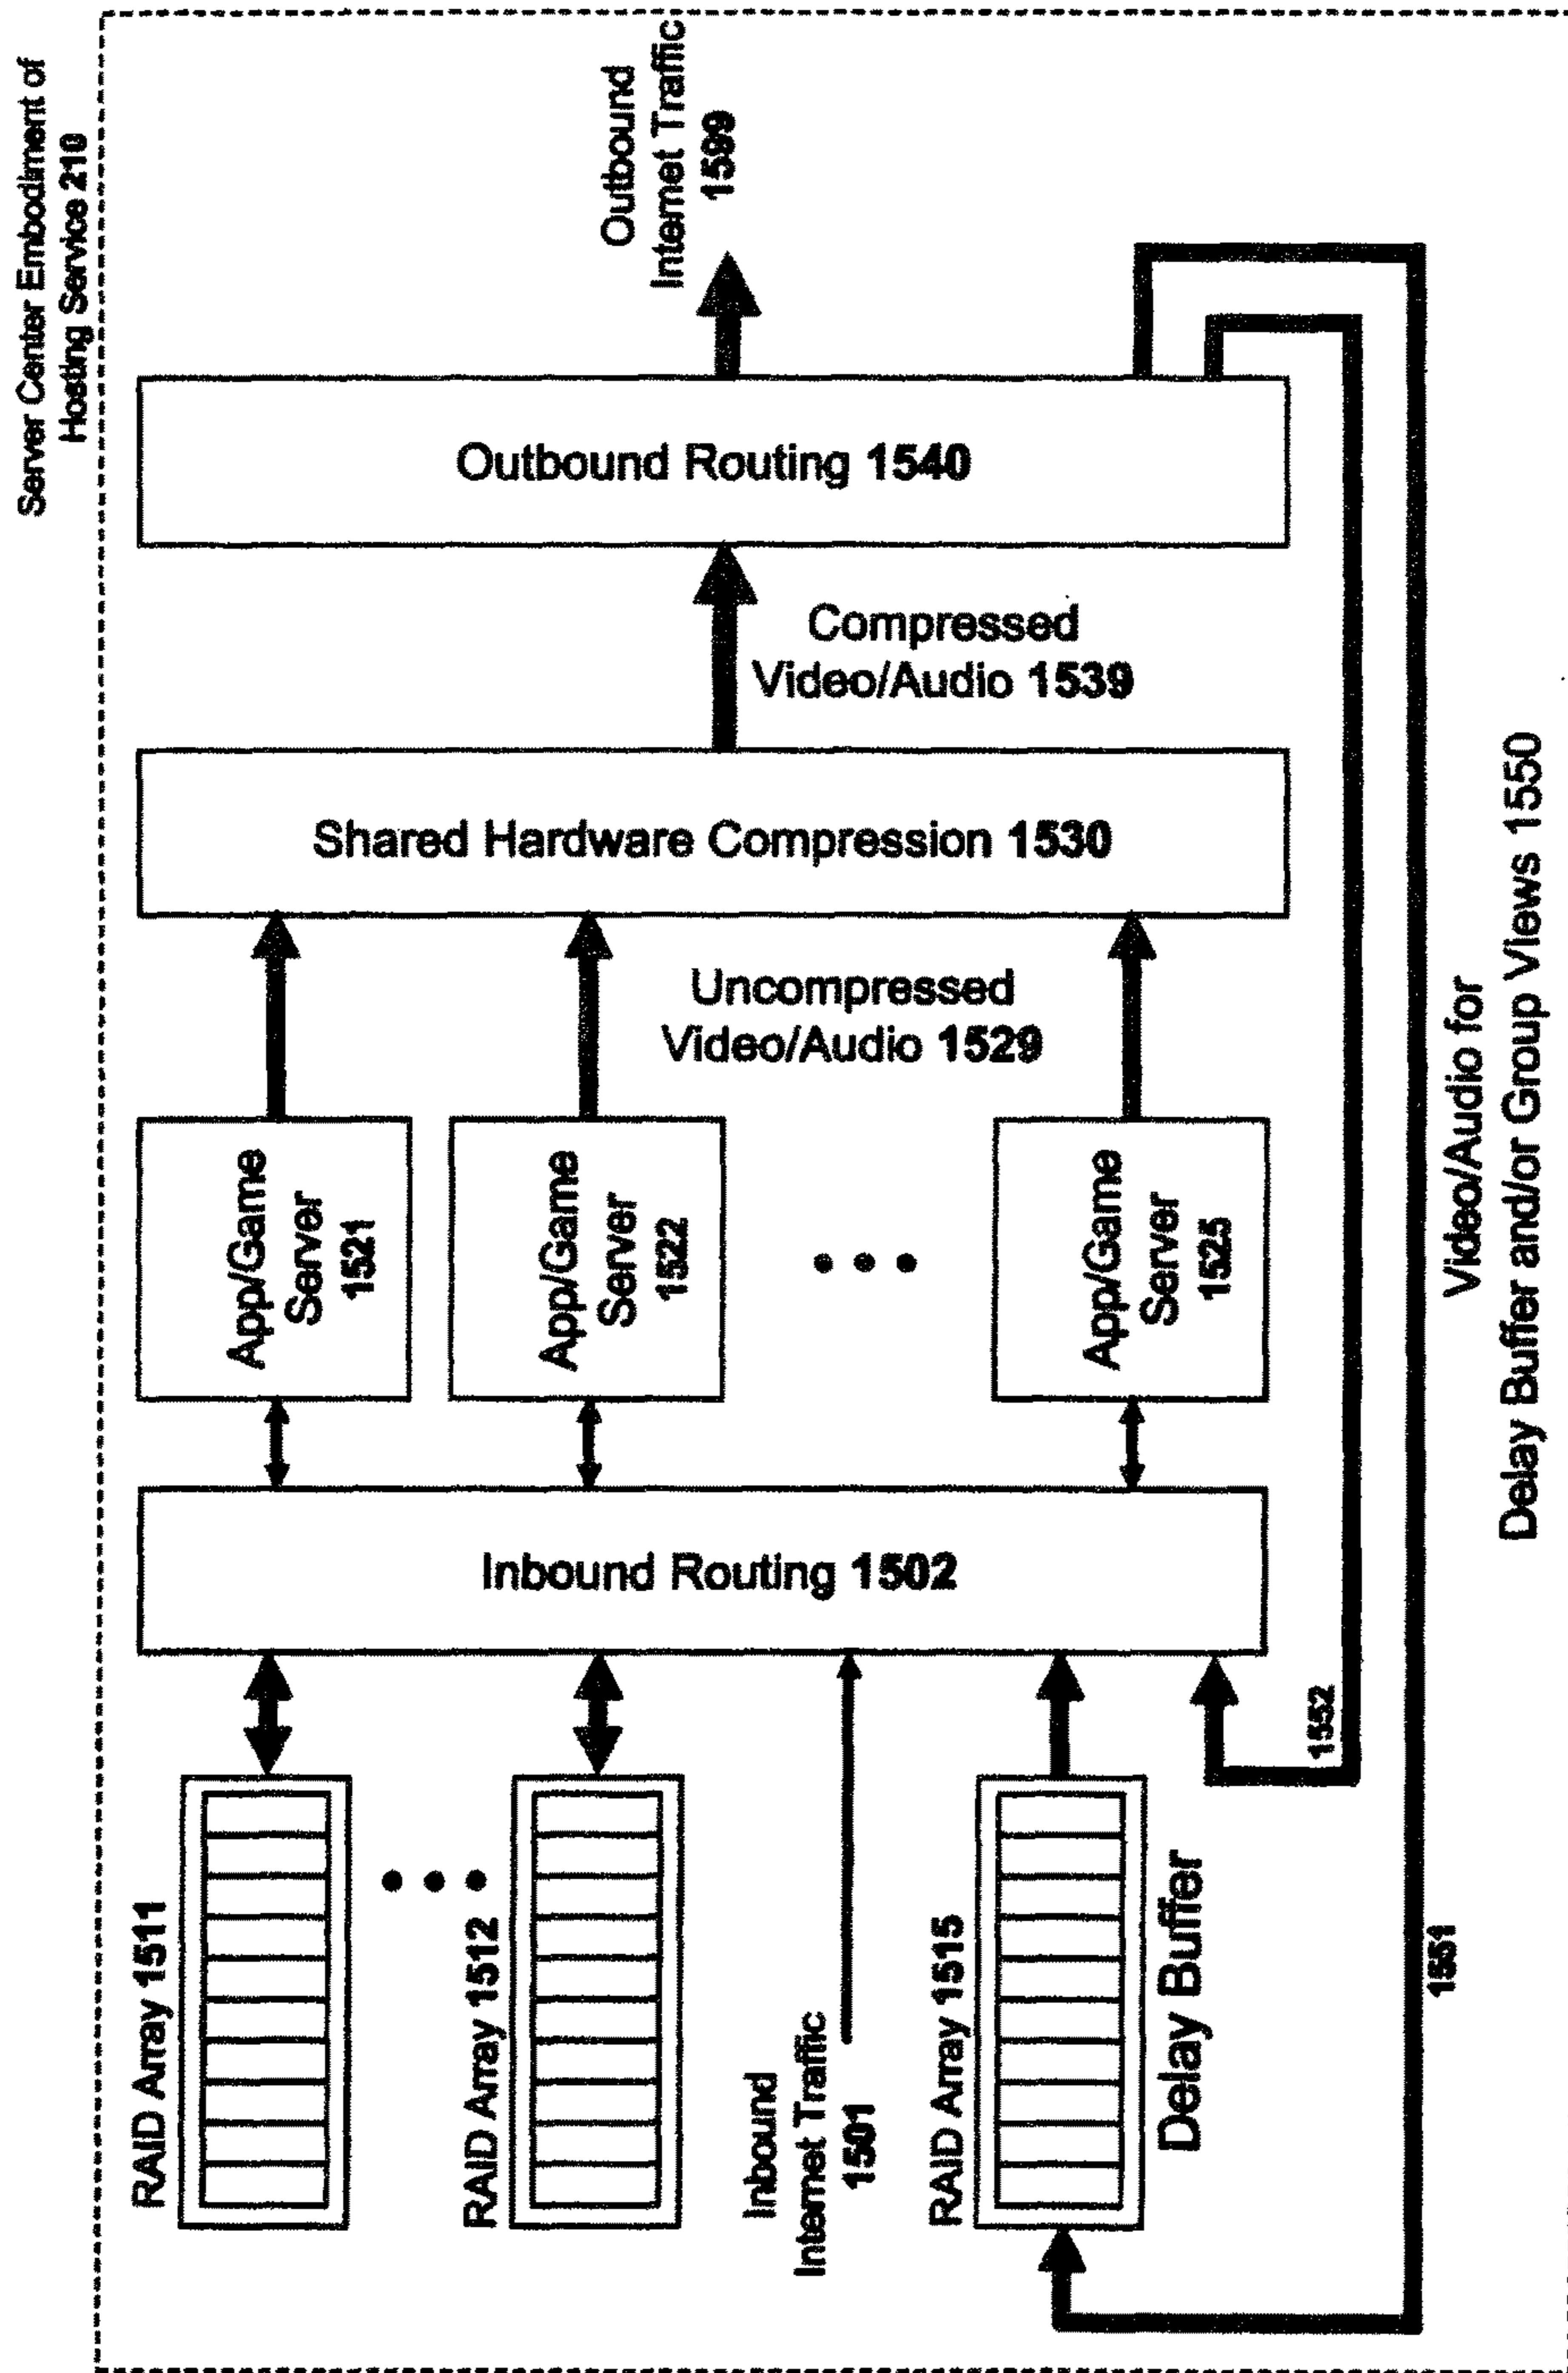 Server Center Embodiment of
Hosting Service 210
RAID Array 1511
RAID Array 1512
Inbound
Internet Traffic
1501
RAID Array 1515
Delay Buffer
Inbound Routing 1502
App/Game
Server
1521
App/Game
Server
1522
App/Game
Server
1525
Uncompressed
Video/Audio 1529
Shared Hardware Compression 1530
Compressed
Video/Audio 1539
Outbound Routing 1540
Outbound
Internet Traffic
1599
1552
1551
Video/Audio for
Delay Buffer and/or Group Views 1550